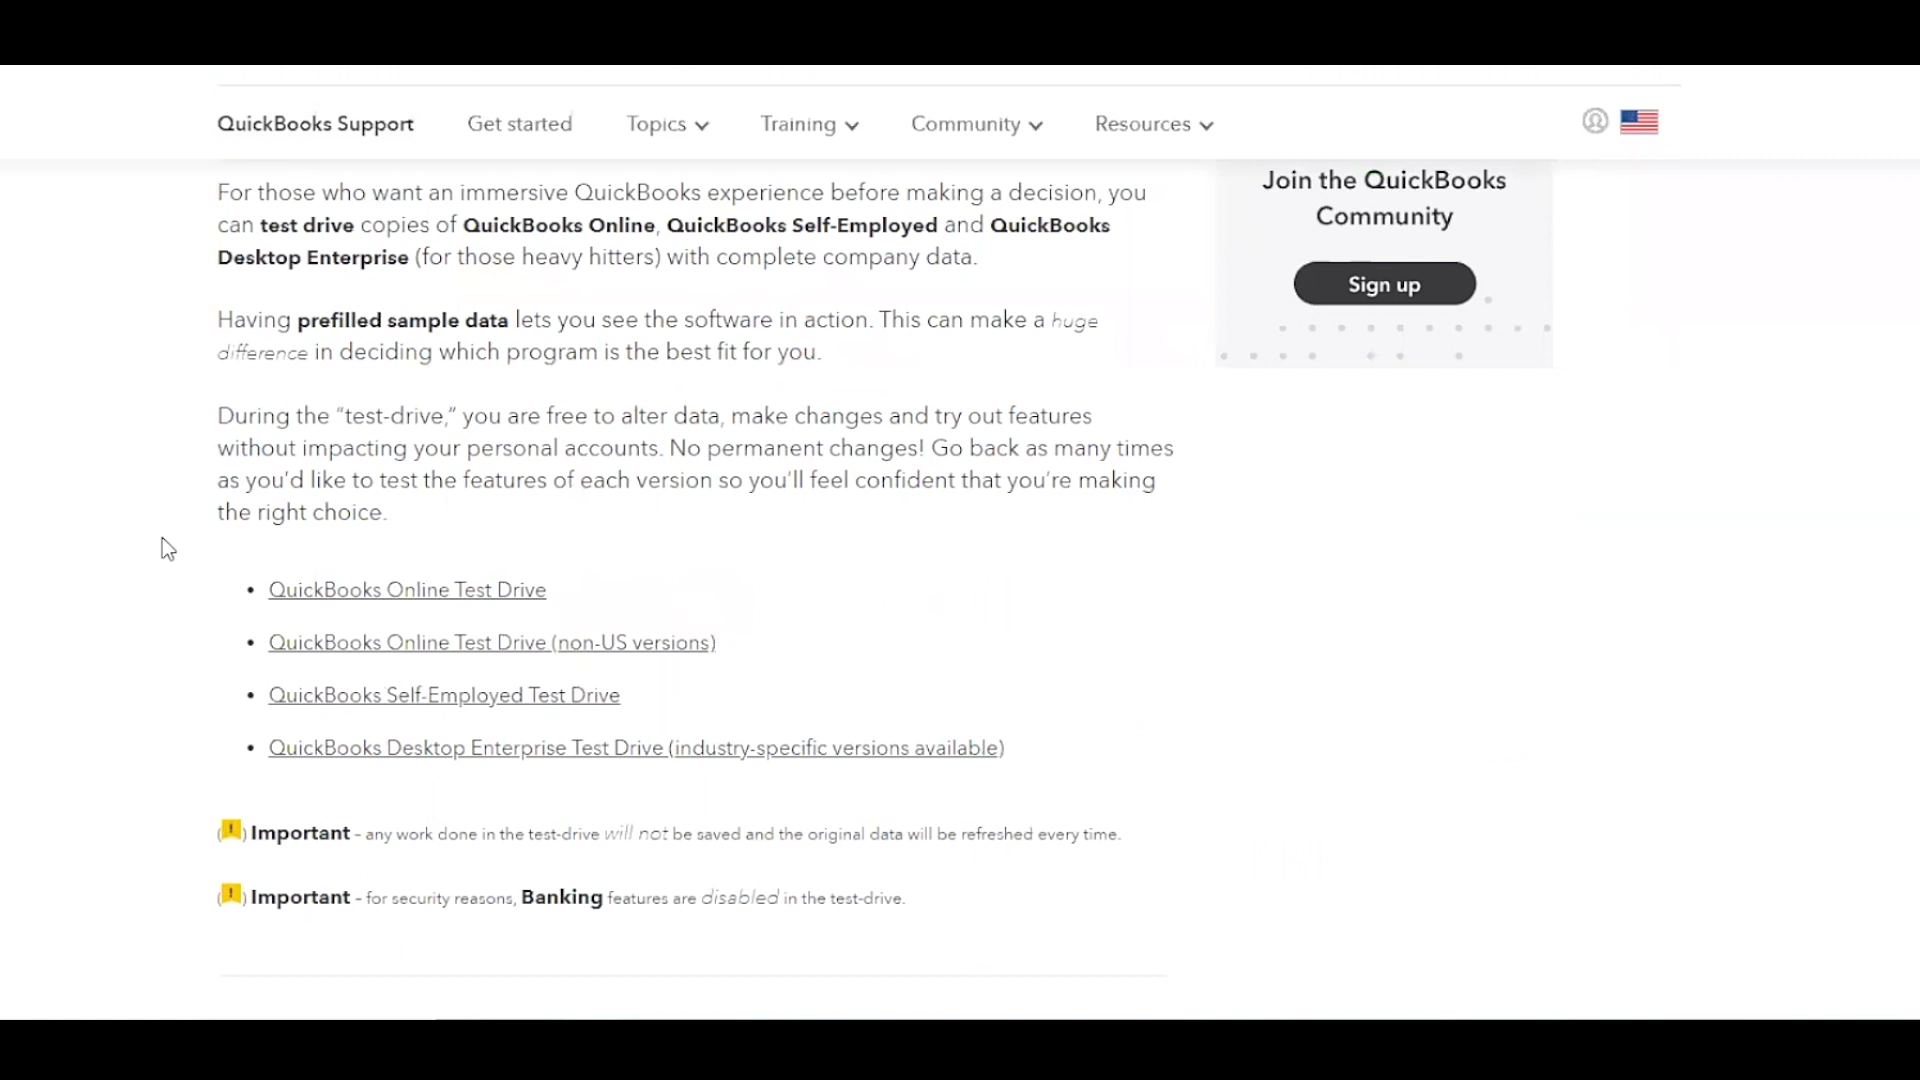 QuickBooks Support Get started Topics Training Community Resources
For those who want an immersive QuickBooks experience before making a decision, you
can test drive copies of QuickBooks Online, QuickBooks Self-Employed and QuickBooks
Desktop Enterprise (for those heavy hitters) with complete company data.
Having prefilled sample data lets you see the software in action. This can make a huge
difference in deciding which program is the best fit for you.
During the “test-drive,” you are free to alter data, make changes and try out features
without impacting your personal accounts. No permanent changes! Go back as many times
as you’d like to test the features of each version so you’ll feel confident that you’re making
the right choice.
• QuickBooks Online Test Drive
• QuickBooks Online Test Drive (non-US versions)
• QuickBooks Self-Employed Test Drive
• QuickBooks Desktop Enterprise Test Drive (industry-specific versions available)
(!) Important - any work done in the test-drive will not be saved and the original data will be refreshed every time.
(!) Important - for security reasons, Banking features are disabled in the test-drive.
Join the QuickBooks
Community
Sign up